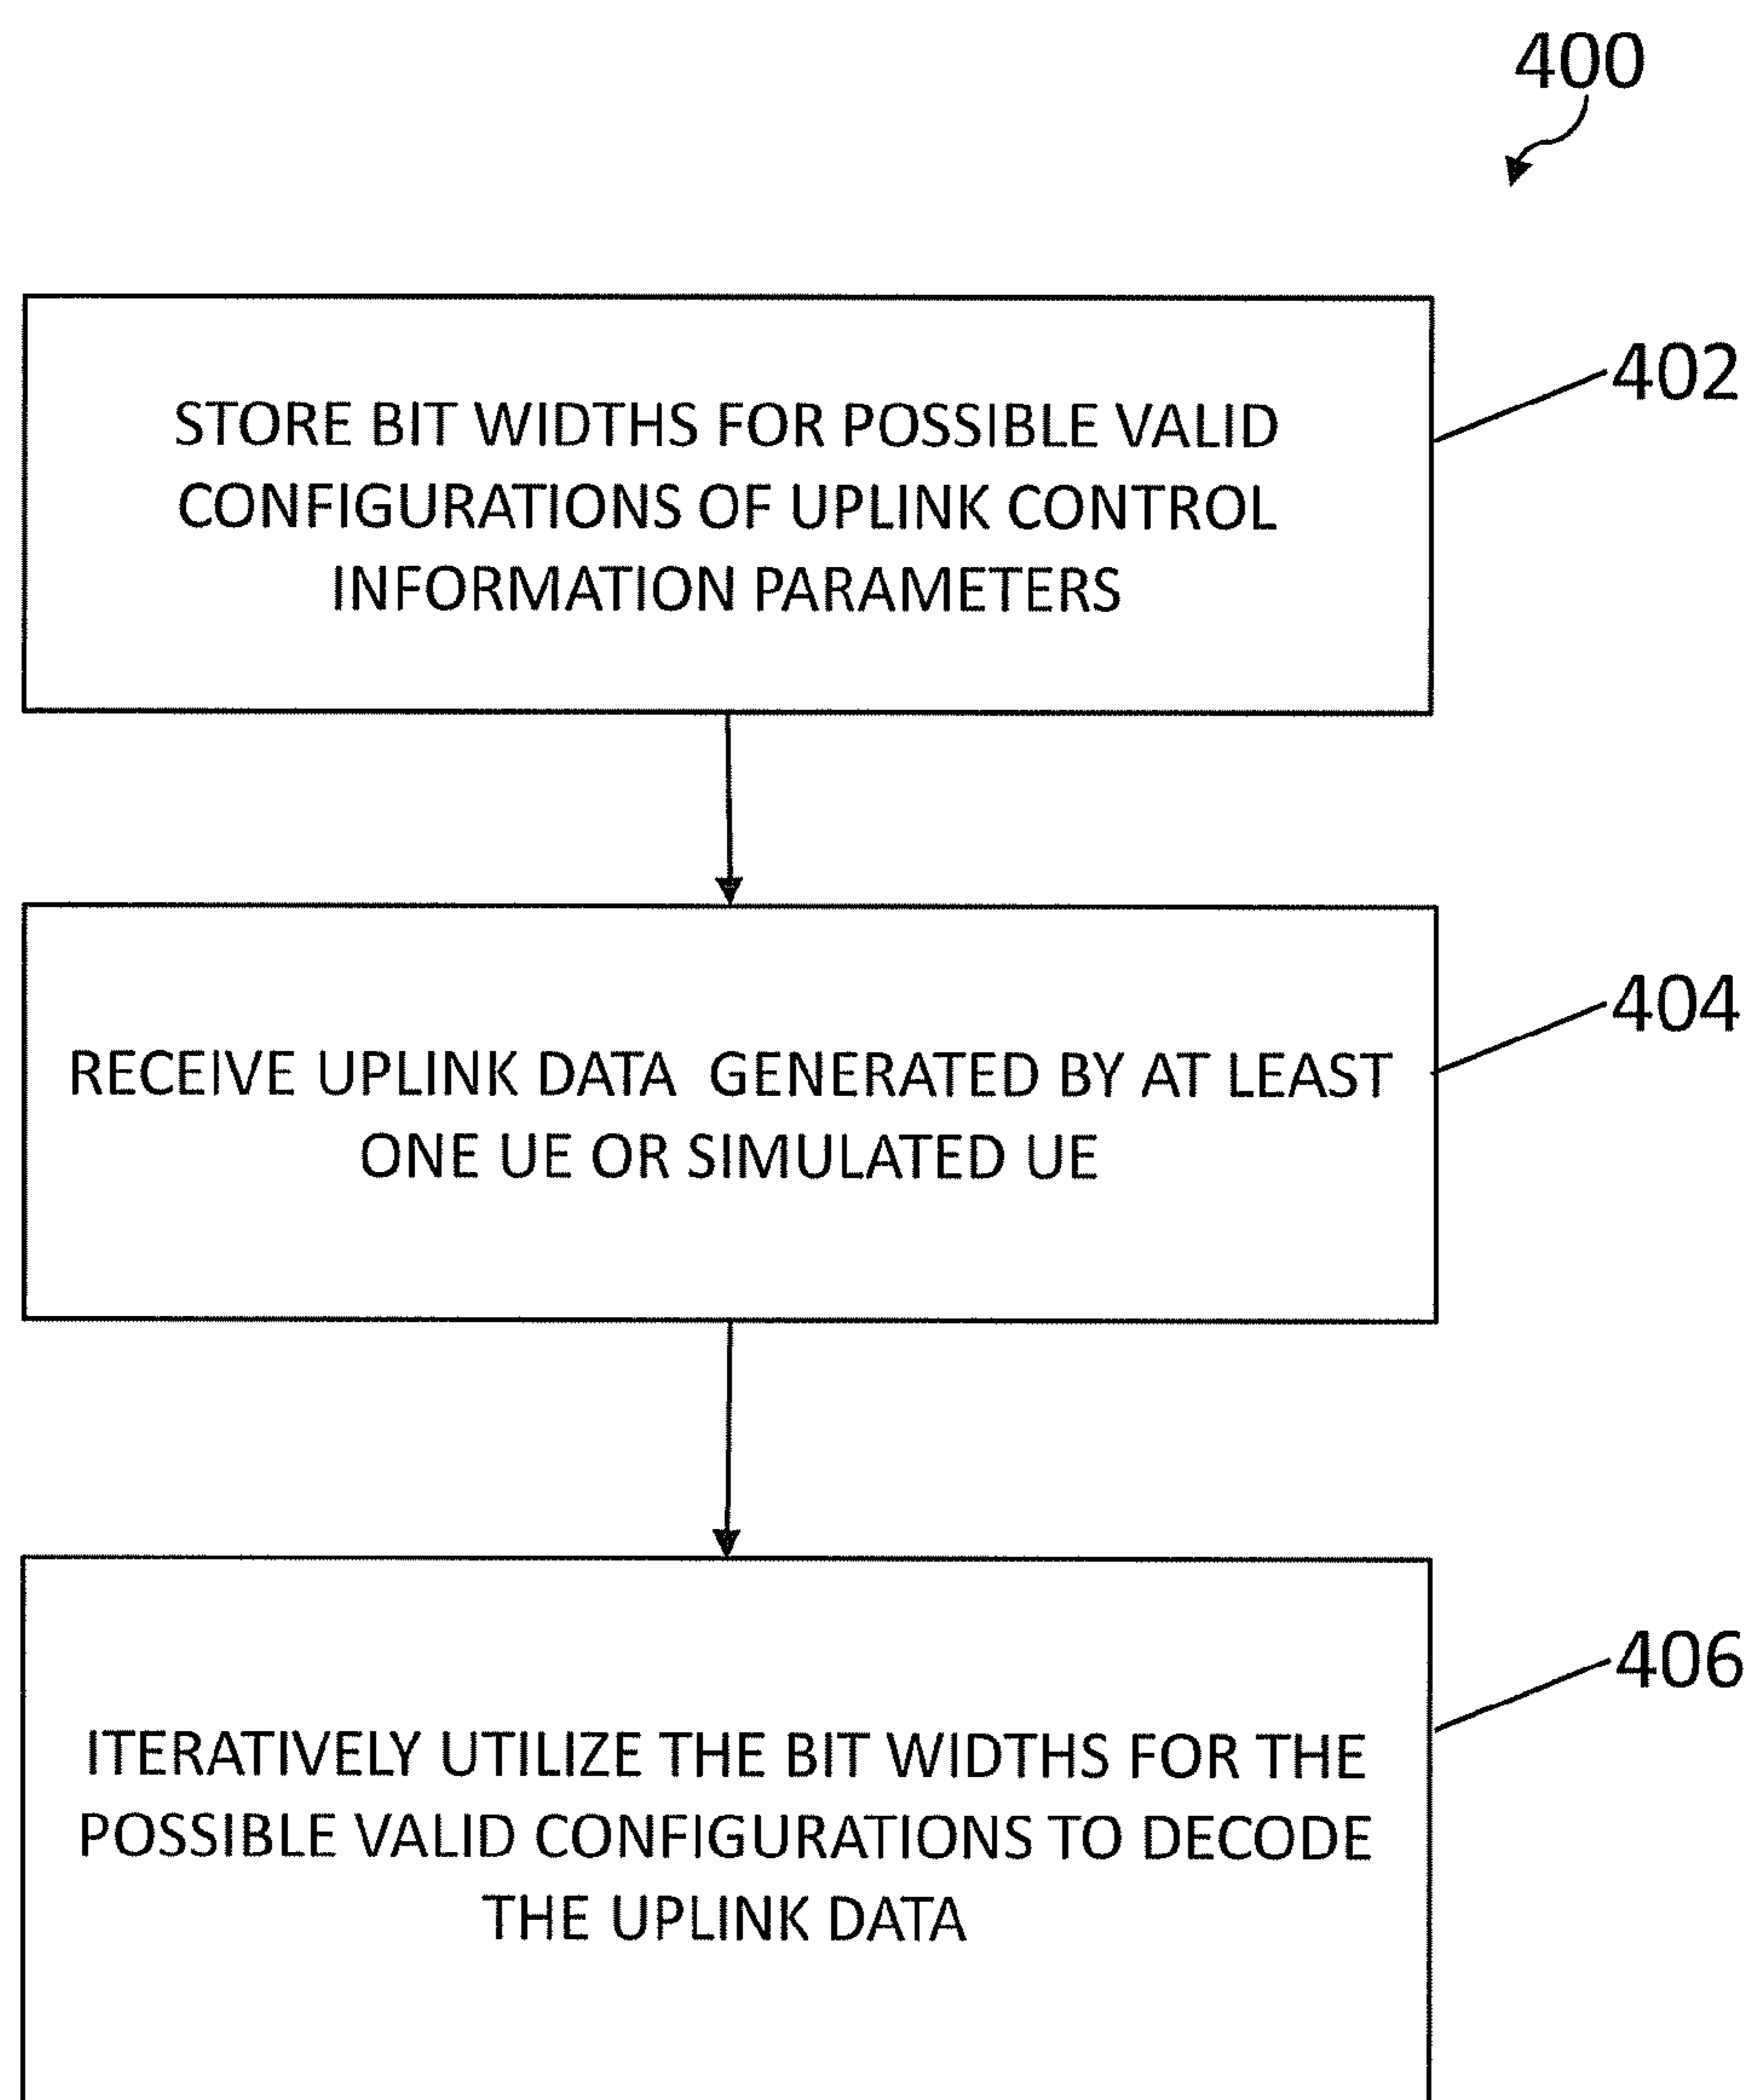 400
STORE BIT WIDTHS FOR POSSIBLE VALID
CONFIGURATIONS OF UPLINK CONTROL
INFORMATION PARAMETERS
402
RECEIVE UPLINK DATA GENERATED BY AT LEAST
ONE UE OR SIMULATED UE
404
ITERATIVELY UTILIZE THE BIT WIDTHS FOR THE
POSSIBLE VALID CONFIGURATIONS TO DECODE
THE UPLINK DATA
406